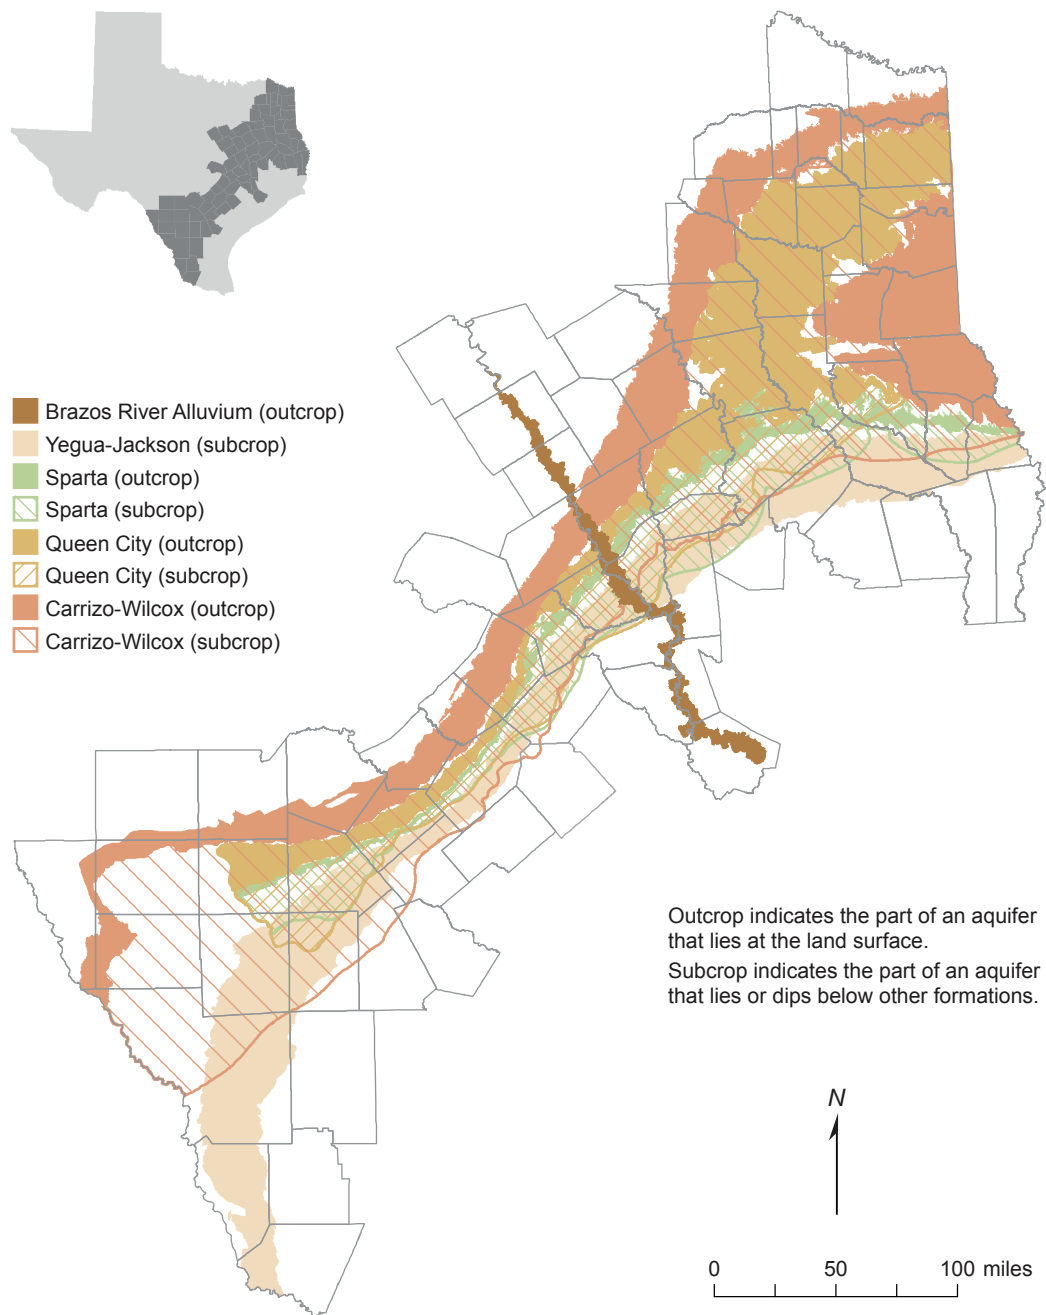 Brazos River Alluvium (outcrop)
Yegua-Jackson (subcrop)
Sparta (outcrop)
Sparta (subcrop)
Queen City (outcrop)
Queen City (subcrop)
Carrizo-Wilcox (outcrop)
Carrizo-Wilcox (subcrop)
Outcrop indicates the part of an aquifer
that lies at the land surface.
Subcrop indicates the part of an aquifer
that lies or dips below other formations.
N
0 50 100 miles